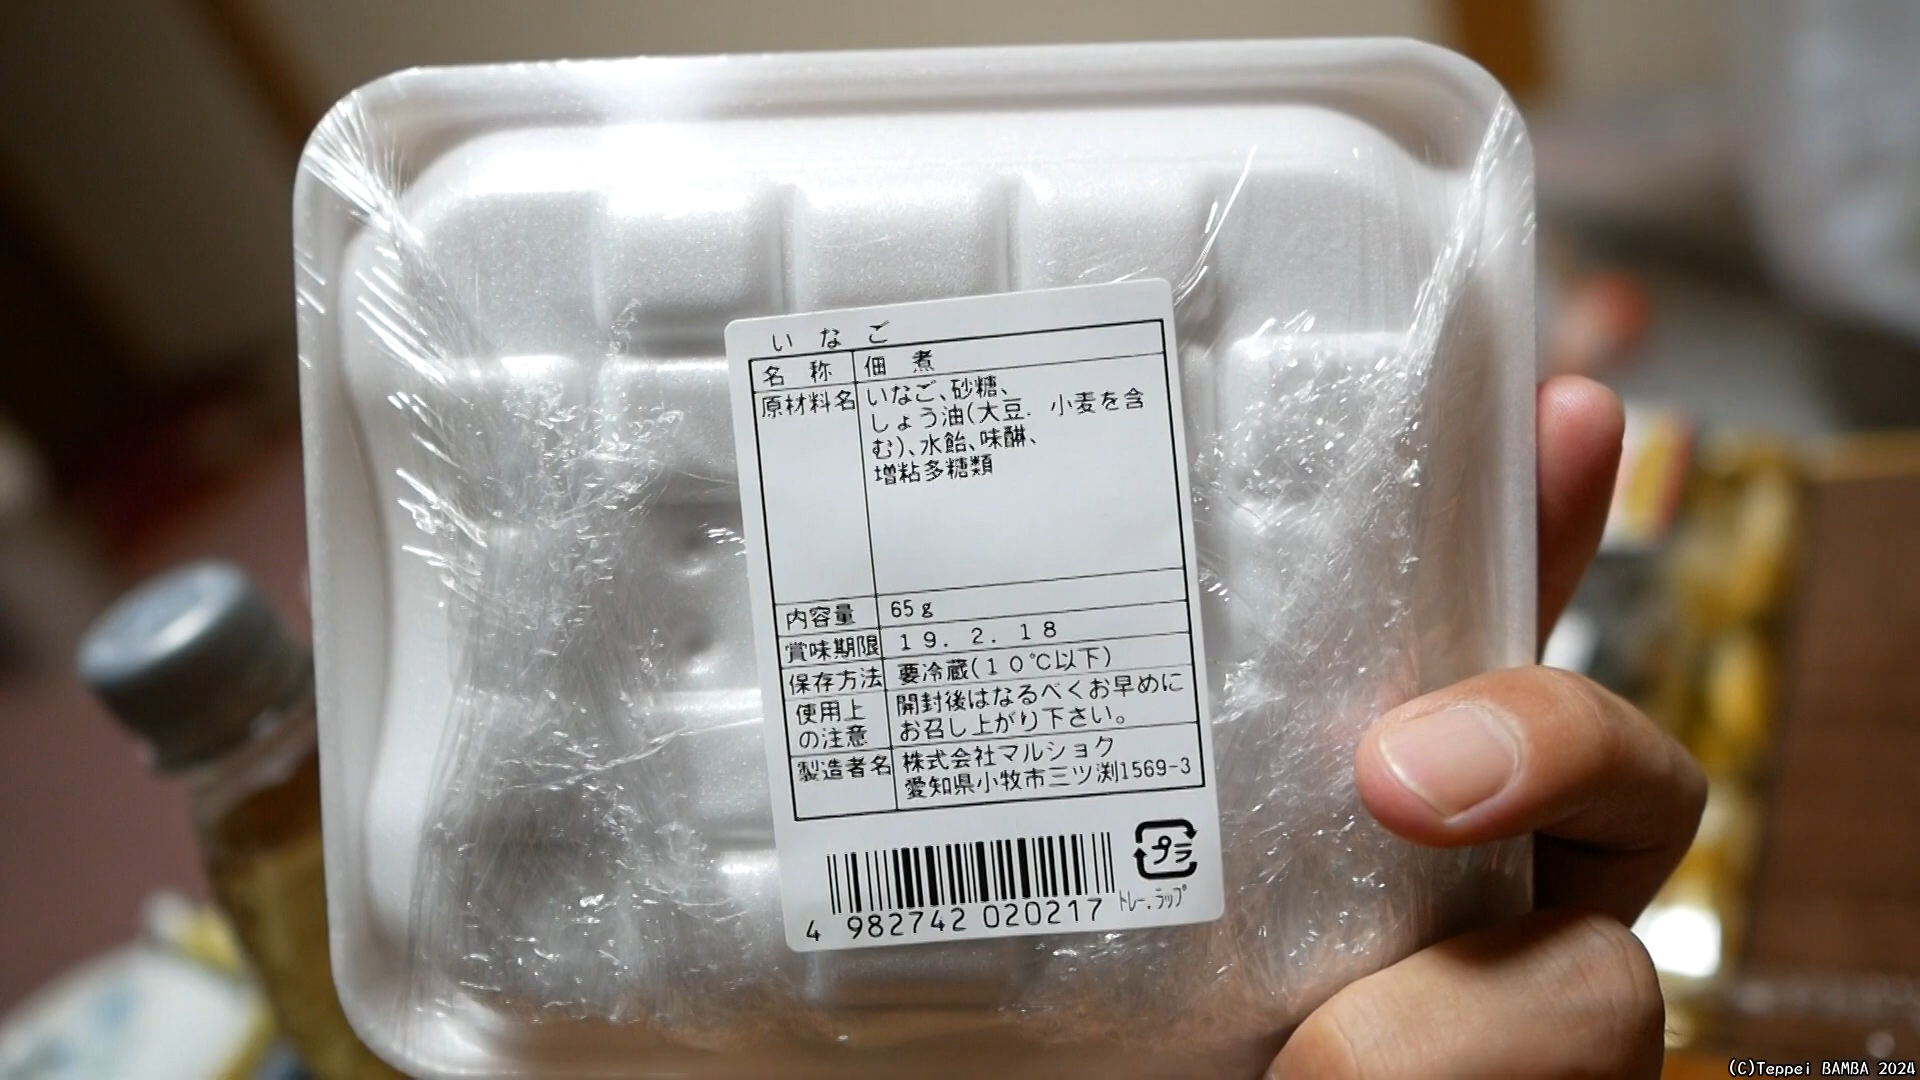 いなご
名称 佃煮
原材料名 いなご、砂糖、
しょう油(大豆．小麦を含
む)、水飴、味醂、
増粘多糖類
内容量 65g
賞味期限 19.2.18
保存方法 要冷蔵(10℃以下)
使用上 開封後はなるべくお早めに
の注意 お召し上がり下さい。
製造者名 株式会社マルショク
愛知県小牧市三ツ渕1569-3
プラ
トレー．ラップ
4 982742 020217
(C)Teppei BAMBA 2024